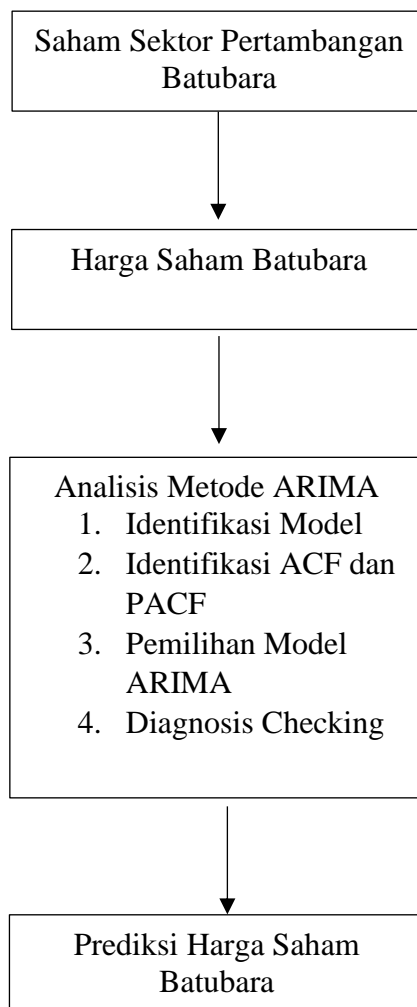 Saham Sektor Pertambangan
Batubara
Harga Saham Batubara
Analisis Metode ARIMA
1. Identifikasi Model
2. Identifikasi ACF dan
PACF
3. Pemilihan Model
ARIMA
4. Diagnosis Checking
Prediksi Harga Saham
Batubara